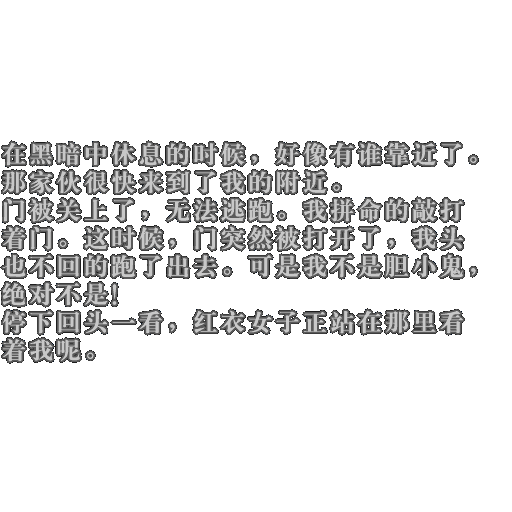 在黑暗中休息的时候，好像有谁靠近了。
那家伙很快来到了我的附近。
门被关上了，无法逃跑。我拼命的敲打
着门。这时候，门突然被打开了，我头
也不回的跑了出去。可是我不是胆小鬼，
绝对不是！
停下回头一看，红衣女子正站在那里看
着我呢。